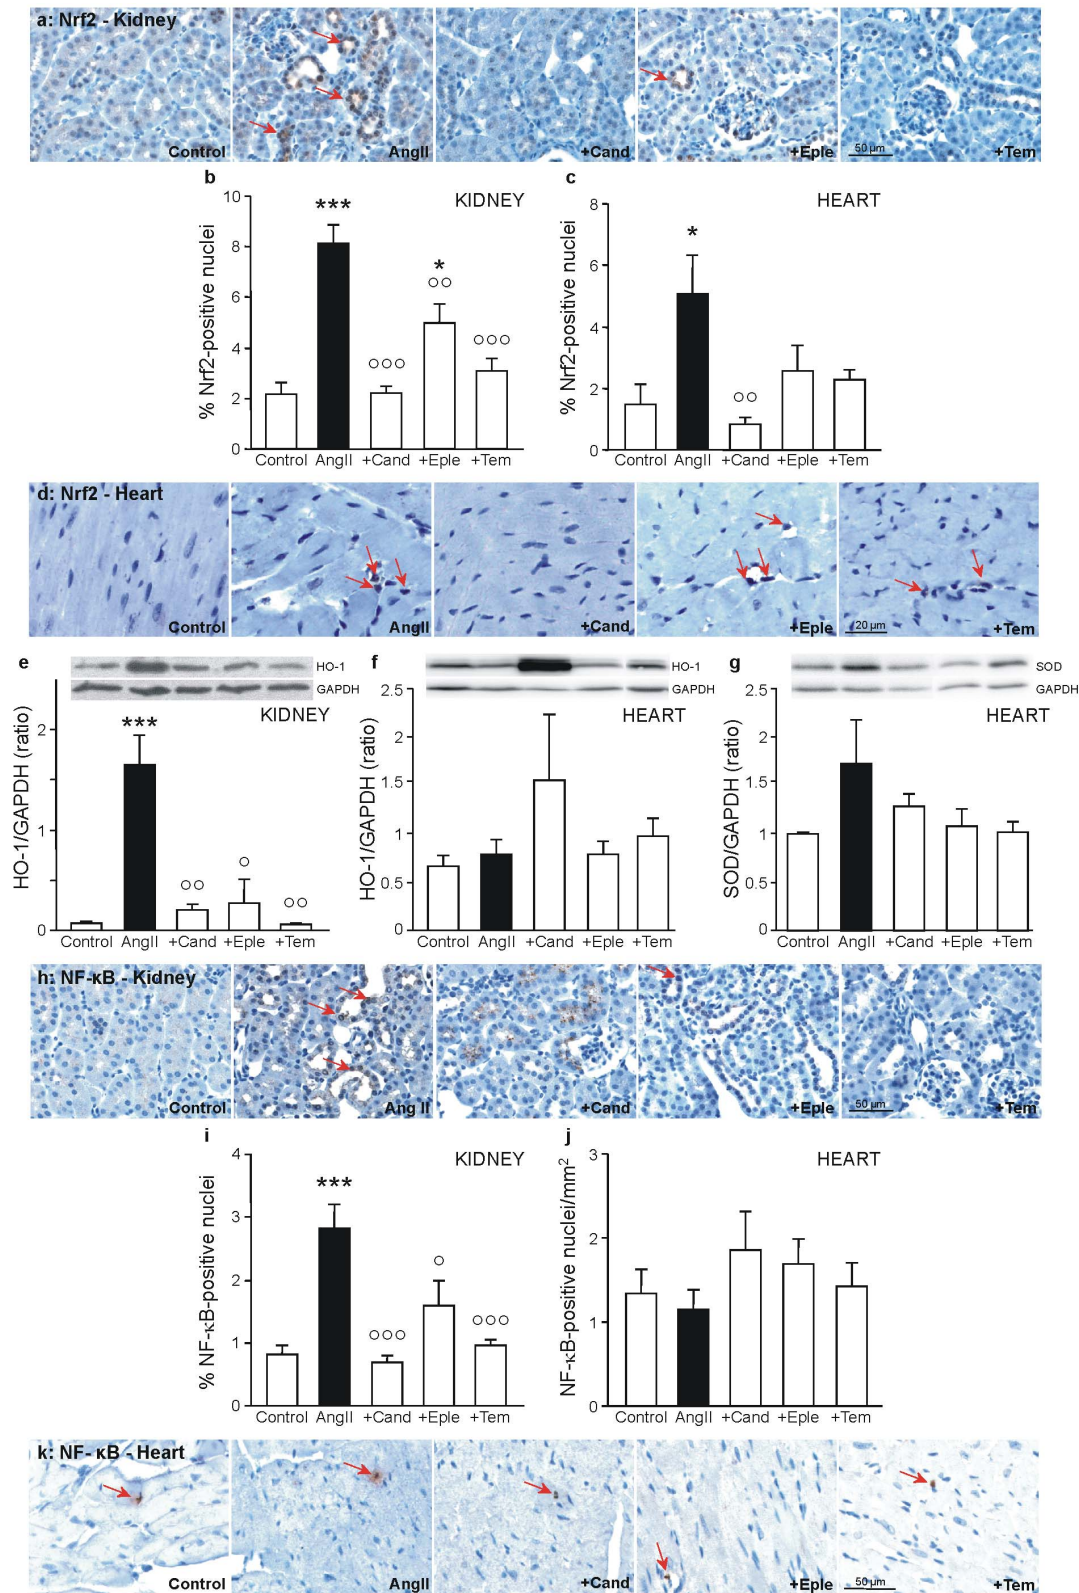 a: Nrf2 - Kidney
Control
AngII
+Cand
+Eple
50 µm
+Tem
b
KIDNEY
% Nrf2-positive nuclei
10
8
6
4
2
0
***
○○○
*
○○
○○○
Control AngII +Cand +Eple +Tem
c
HEART
% Nrf2-positive nuclei
8
6
4
2
0
*
○○
Control AngII +Cand +Eple +Tem
d: Nrf2 - Heart
Control
AngII
+Cand
+Eple
20 µm
+Tem
e
HO-1
GAPDH
KIDNEY
HO-1/GAPDH (ratio)
2
1
0
***
○○
○
○○
Control AngII +Cand +Eple +Tem
f
HO-1
GAPDH
HEART
HO-1/GAPDH (ratio)
2.5
2
1.5
1
0.5
0
Control AngII +Cand +Eple +Tem
g
SOD
GAPDH
HEART
SOD/GAPDH (ratio)
2.5
2
1.5
1
0.5
0
Control AngII +Cand +Eple +Tem
h: NF-κB - Kidney
Control
Ang II
+Cand
+Eple
50 µm
+Tem
i
KIDNEY
% NF-κB-positive nuclei
4
3
2
1
0
***
○○○
○
○○○
Control AngII +Cand +Eple +Tem
j
HEART
NF-κB-positive nuclei/mm²
3
2
1
0
Control AngII +Cand +Eple +Tem
k: NF-κB - Heart
Control
AngII
+Cand
+Eple
50 µm
+Tem